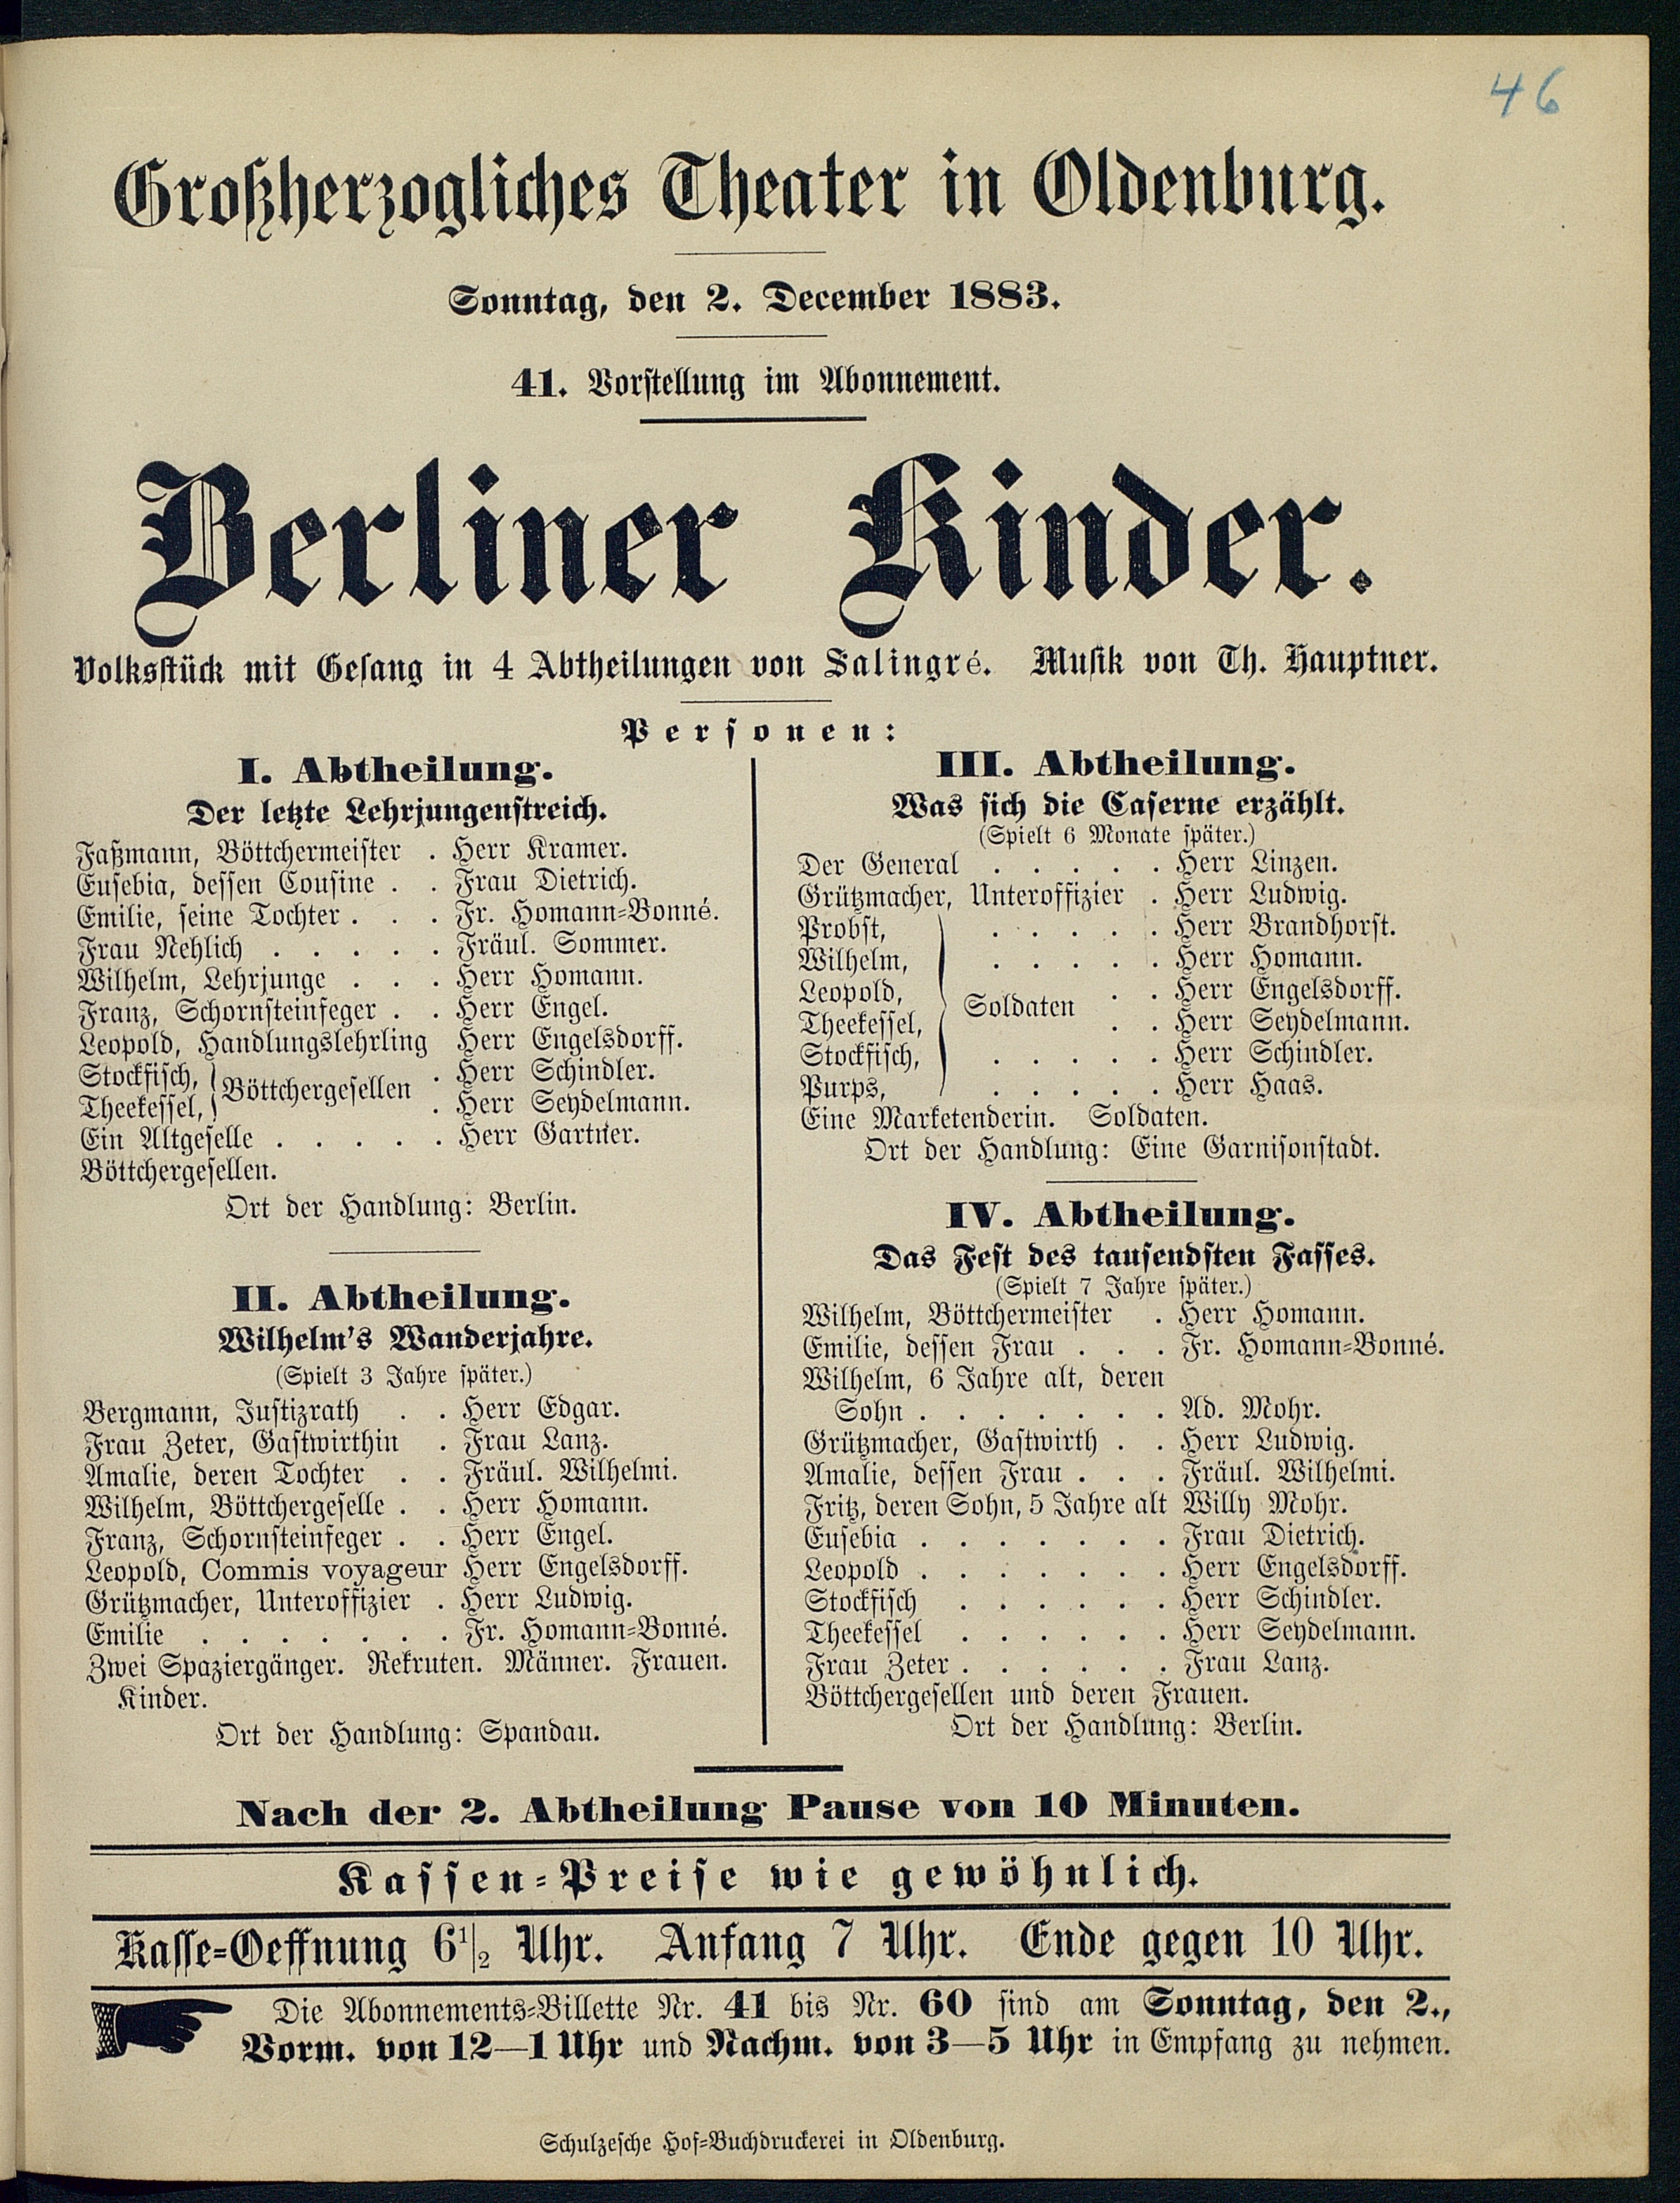 46
Großherzogliches Theater in Oldenburg.
Sonntag, den 2. December 1883.
41. Vorstellung im Abonnement.
Berliner Kinder.
Volksstück mit Gesang in 4 Abtheilungen von Salingré. Musik von Th. Hauptner.
Personen:
I. Abtheilung.
Der letzte Lehrjungenstreich.
Faßmann, Böttchermeister . Herr Kramer.
Eusebia, dessen Cousine . . Frau Dietrich.
Emilie, seine Tochter . . . Fr. Homann-Bonné.
Frau Nehlich . . . . . Fräul. Sommer.
Wilhelm, Lehrjunge . . . Herr Homann.
Franz, Schornsteinfeger . . Herr Engel.
Leopold, Handlungslehrling Herr Engelsdorff.
Stockfisch, } Böttchergesellen . Herr Schindler.
Theekessel, } . Herr Seydelmann.
Ein Altgeselle . . . . . Herr Gartner.
Böttchergesellen.
Ort der Handlung: Berlin.
II. Abtheilung.
Wilhelm's Wanderjahre.
(Spielt 3 Jahre später.)
Bergmann, Justizrath . . Herr Edgar.
Frau Zeter, Gastwirthin . Frau Lanz.
Amalie, deren Tochter . . Fräul. Wilhelmi.
Wilhelm, Böttchergeselle . . Herr Homann.
Franz, Schornsteinfeger . . Herr Engel.
Leopold, Commis voyageur Herr Engelsdorff.
Grützmacher, Unteroffizier . Herr Ludwig.
Emilie . . . . . . . Fr. Homann-Bonné.
Zwei Spaziergänger. Rekruten. Männer. Frauen.
Kinder.
Ort der Handlung: Spandau.
III. Abtheilung.
Was sich die Caserne erzählt.
(Spielt 6 Monate später.)
Der General . . . . . Herr Linzen.
Grützmacher, Unteroffizier . Herr Ludwig.
Probst, . . . . . Herr Brandhorst.
Wilhelm, . . . . . Herr Homann.
Leopold, } Soldaten . . Herr Engelsdorff.
Theekessel, . . Herr Seydelmann.
Stockfisch, . . . . . Herr Schindler.
Purps, . . . . . Herr Haas.
Eine Marketenderin. Soldaten.
Ort der Handlung: Eine Garnisonstadt.
IV. Abtheilung.
Das Fest des tausendsten Fasses.
(Spielt 7 Jahre später.)
Wilhelm, Böttchermeister . Herr Homann.
Emilie, dessen Frau . . . Fr. Homann-Bonné.
Wilhelm, 6 Jahre alt, deren
Sohn . . . . . . . Ad. Mohr.
Grützmacher, Gastwirth . . Herr Ludwig.
Amalie, dessen Frau . . . Fräul. Wilhelmi.
Fritz, deren Sohn, 5 Jahre alt Willy Mohr.
Eusebia . . . . . . . Frau Dietrich.
Leopold . . . . . . . Herr Engelsdorff.
Stockfisch . . . . . . Herr Schindler.
Theekessel . . . . . . Herr Seydelmann.
Frau Zeter . . . . . . Frau Lanz.
Böttchergesellen und deren Frauen.
Ort der Handlung: Berlin.
Nach der 2. Abtheilung Pause von 10 Minuten.
Kassen-Preise wie gewöhnlich.
Kasse-Oeffnung 6 1/2 Uhr. Anfang 7 Uhr. Ende gegen 10 Uhr.
Die Abonnements-Billette Nr. 41 bis Nr. 60 sind am Sonntag, den 2.,
Vorm. von 12—1 Uhr und Nachm. von 3—5 Uhr in Empfang zu nehmen.
Schulzesche Hof-Buchdruckerei in Oldenburg.